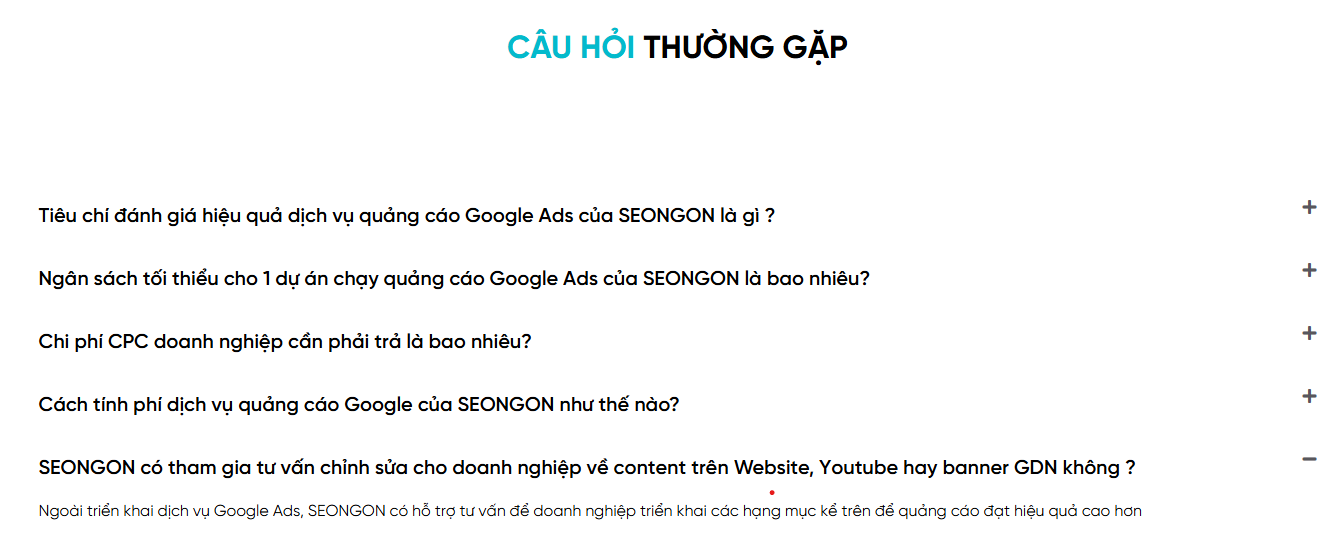 CÂU HỎI THƯỜNG GẶP
Tiêu chí đánh giá hiệu quả dịch vụ quảng cáo Google Ads của SEONGON là gì ?
Ngân sách tối thiểu cho 1 dự án chạy quảng cáo Google Ads của SEONGON là bao nhiêu?
Chi phí CPC doanh nghiệp cần phải trả là bao nhiêu?
Cách tính phí dịch vụ quảng cáo Google của SEONGON như thế nào?
SEONGON có tham gia tư vấn chỉnh sửa cho doanh nghiệp về content trên Website, Youtube hay banner GDN không ?
Ngoài triển khai dịch vụ Google Ads, SEONGON có hỗ trợ tư vấn để doanh nghiệp triển khai các hạng mục kể trên để quảng cáo đạt hiệu quả cao hơn